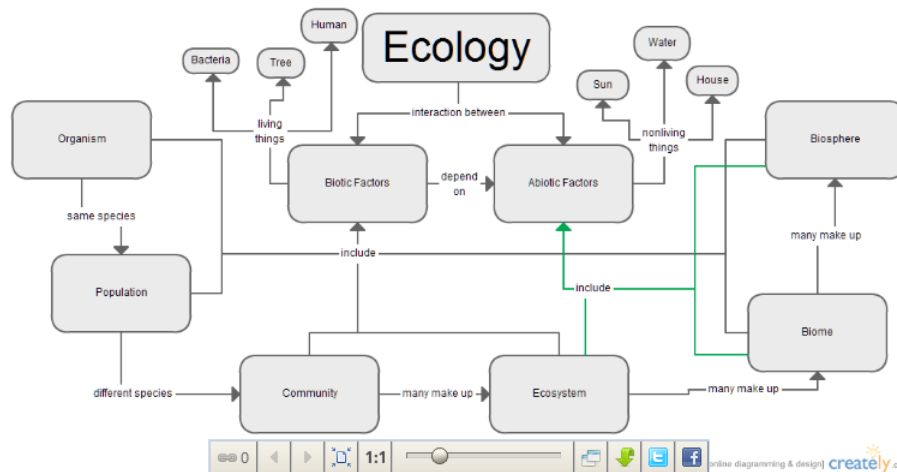 Human
Ecology
Water
Bacteria
Tree
Sun
House
interaction between
living
things
nonliving
things
Organism
Biotic Factors
depend
on
Abiotic Factors
Biosphere
same species
include
many make up
Population
include
Biome
different species
Community
many make up
Ecosystem
many make up
0
1:1
online diagramming & design]
creately.c